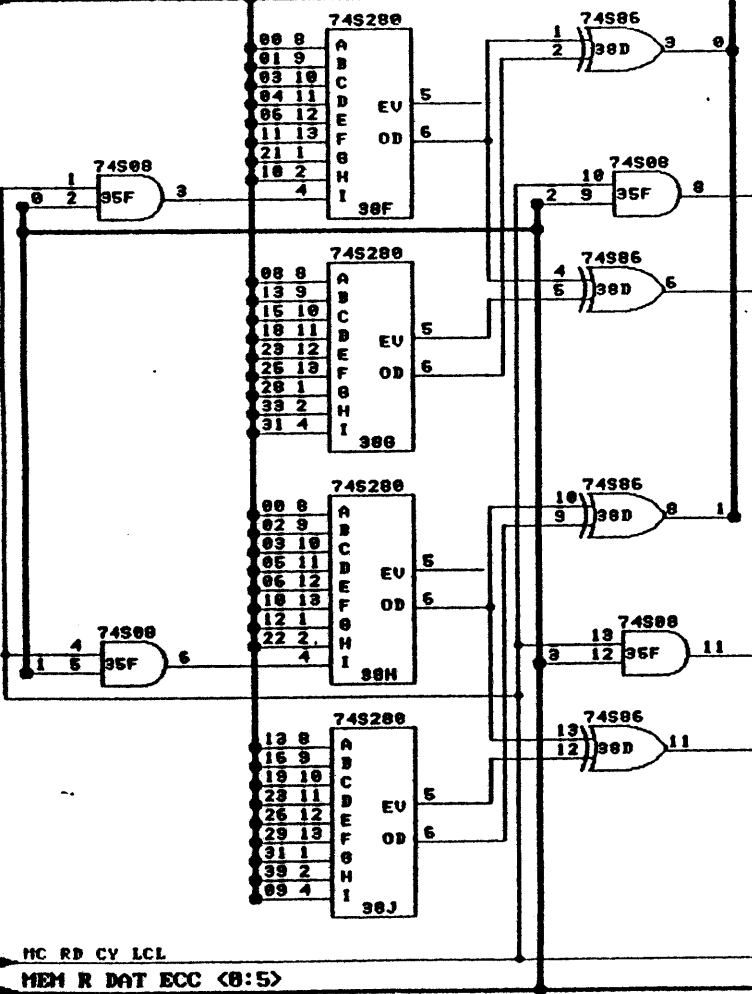 74S280
00 8 A
01 9 B
03 10 C
04 11 D
06 12 E
11 13 F
21 1 G
10 2 H
4 I
EV 5
OD 6
38F
74S86
1
2
38D
3
0
74S08
1
0 2
35F
3
74S08
10
2 9
35F
8
74S280
08 8 A
13 9 B
15 10 C
18 11 D
23 12 E
25 13 F
28 1 G
33 2 H
31 4 I
EV 5
OD 6
38G
74S86
4
5
38D
6
74S280
00 8 A
02 9 B
03 10 C
05 11 D
06 12 E
10 13 F
12 1 G
22 2 H
4 I
EV 5
OD 6
38H
74S86
10
9
38D
8
1
74S08
4
1 5
35F
6
74S08
13
3 12
35F
11
74S280
13 8 A
16 9 B
19 10 C
23 11 D
26 12 E
29 13 F
31 1 G
39 2 H
09 4 I
EV 5
OD 6
38J
74S86
13
12
38D
11
MC RD CY LCL
MEM R DAT ECC <0:5>